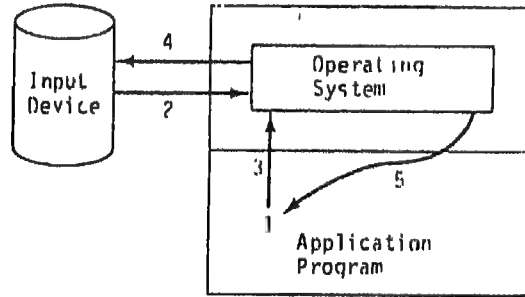 4
Operating
System
Input
Device
2
3
5
1
Application
Program